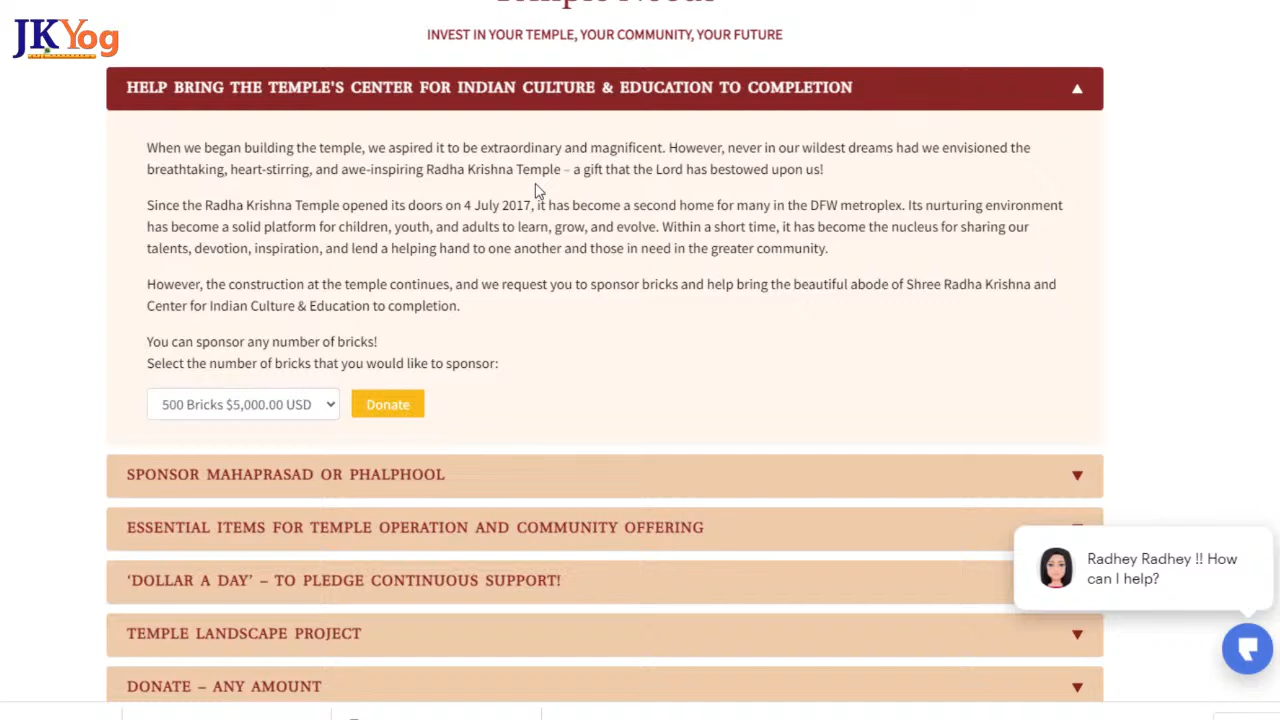 JKYog
INVEST IN YOUR TEMPLE, YOUR COMMUNITY, YOUR FUTURE
HELP BRING THE TEMPLE'S CENTER FOR INDIAN CULTURE & EDUCATION TO COMPLETION
When we began building the temple, we aspired it to be extraordinary and magnificent. However, never in our wildest dreams had we envisioned the
breathtaking, heart-stirring, and awe-inspiring Radha Krishna Temple – a gift that the Lord has bestowed upon us!
Since the Radha Krishna Temple opened its doors on 4 July 2017, it has become a second home for many in the DFW metroplex. Its nurturing environment
has become a solid platform for children, youth, and adults to learn, grow, and evolve. Within a short time, it has become the nucleus for sharing our
talents, devotion, inspiration, and lend a helping hand to one another and those in need in the greater community.
However, the construction at the temple continues, and we request you to sponsor bricks and help bring the beautiful abode of Shree Radha Krishna and
Center for Indian Culture & Education to completion.
You can sponsor any number of bricks!
Select the number of bricks that you would like to sponsor:
500 Bricks $5,000.00 USD
Donate
SPONSOR MAHAPRASAD OR PHALPHOOL
ESSENTIAL ITEMS FOR TEMPLE OPERATION AND COMMUNITY OFFERING
‘DOLLAR A DAY’ – TO PLEDGE CONTINUOUS SUPPORT!
TEMPLE LANDSCAPE PROJECT
DONATE – ANY AMOUNT
Radhey Radhey !! How
can I help?